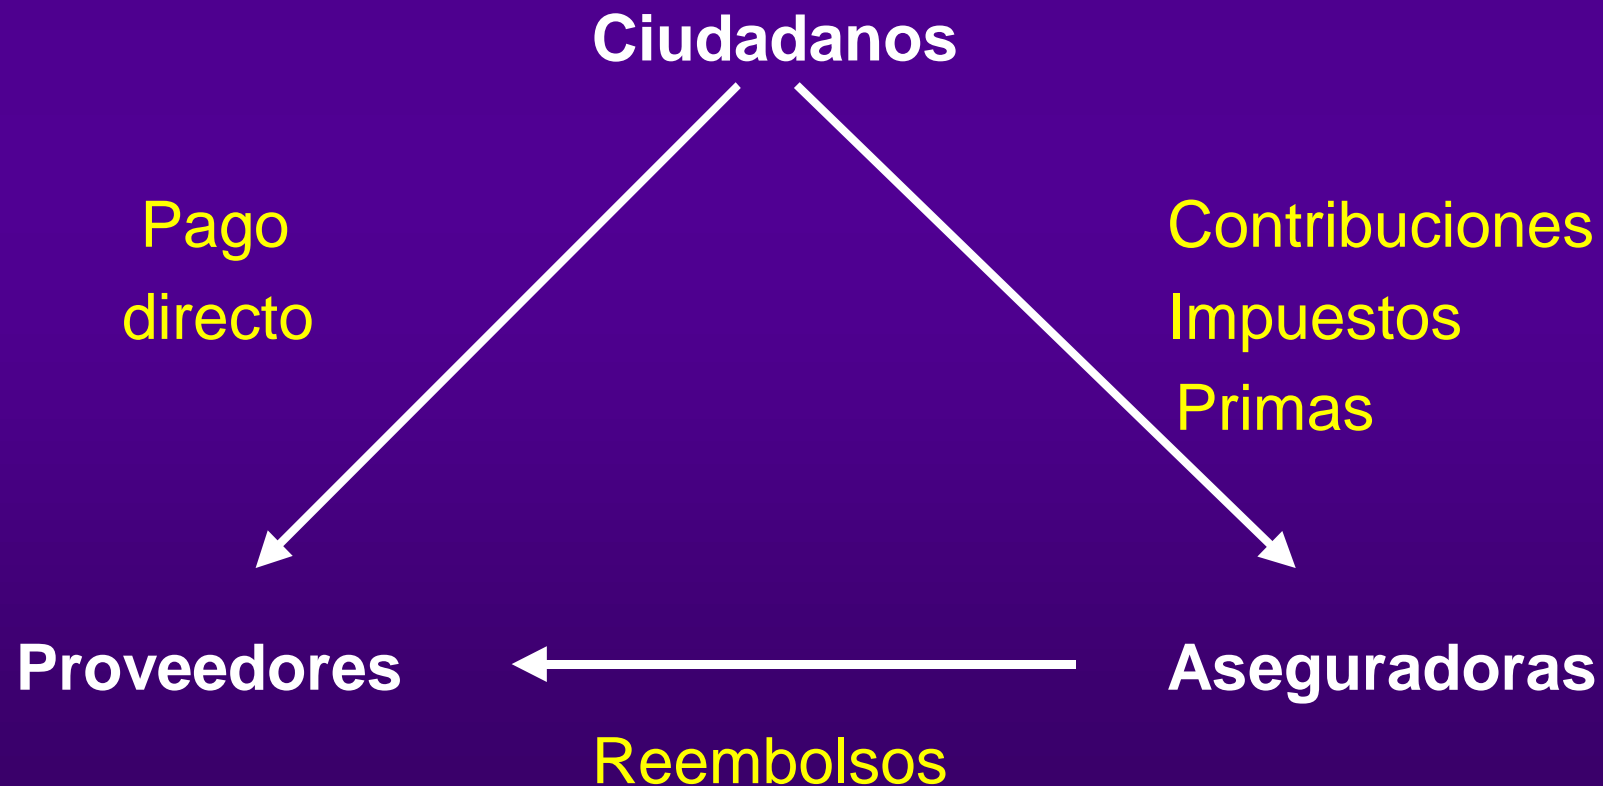 Ciudadanos
Pago
directo
Contribuciones
Impuestos
Primas
Proveedores
Aseguradoras
Reembolsos